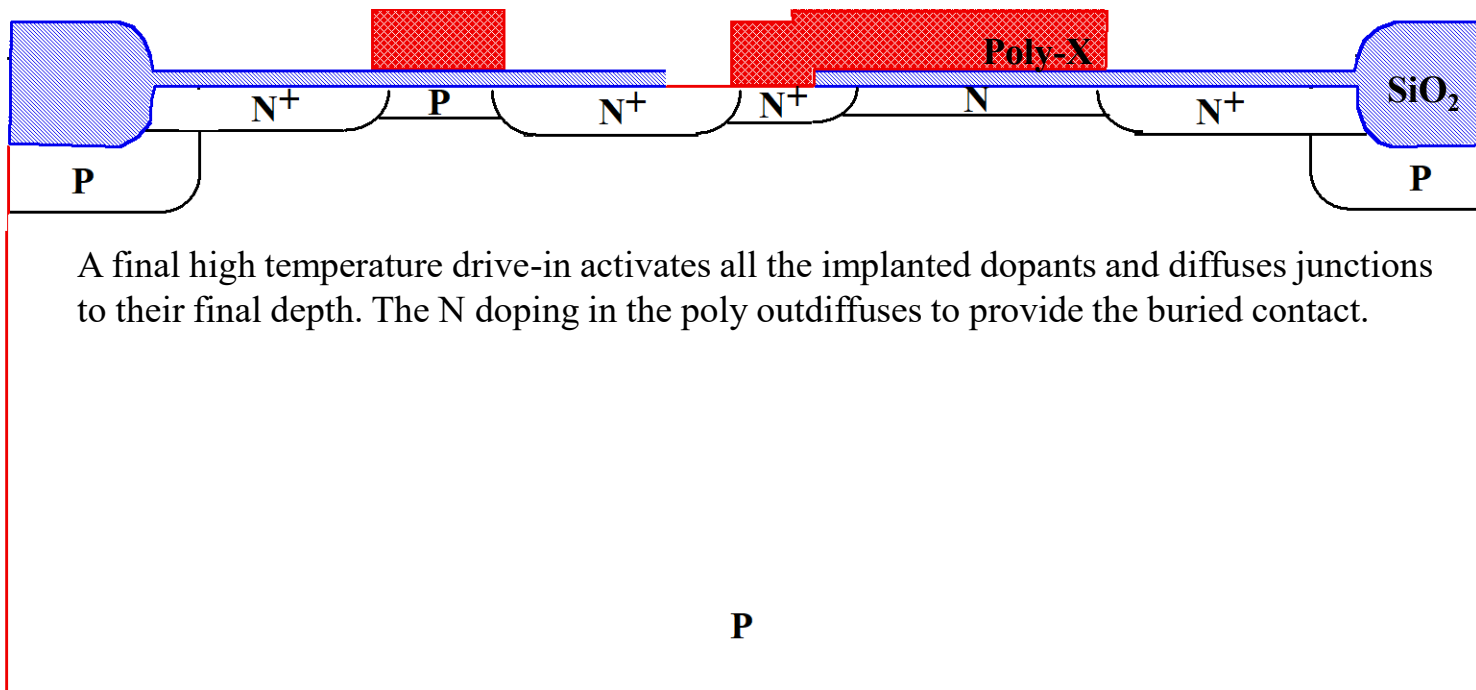 Poly-X
SiO₂
N+
P
N+
N+
N
N+
P
P
A final high temperature drive-in activates all the implanted dopants and diffuses junctions
to their final depth. The N doping in the poly outdiffuses to provide the buried contact.
P